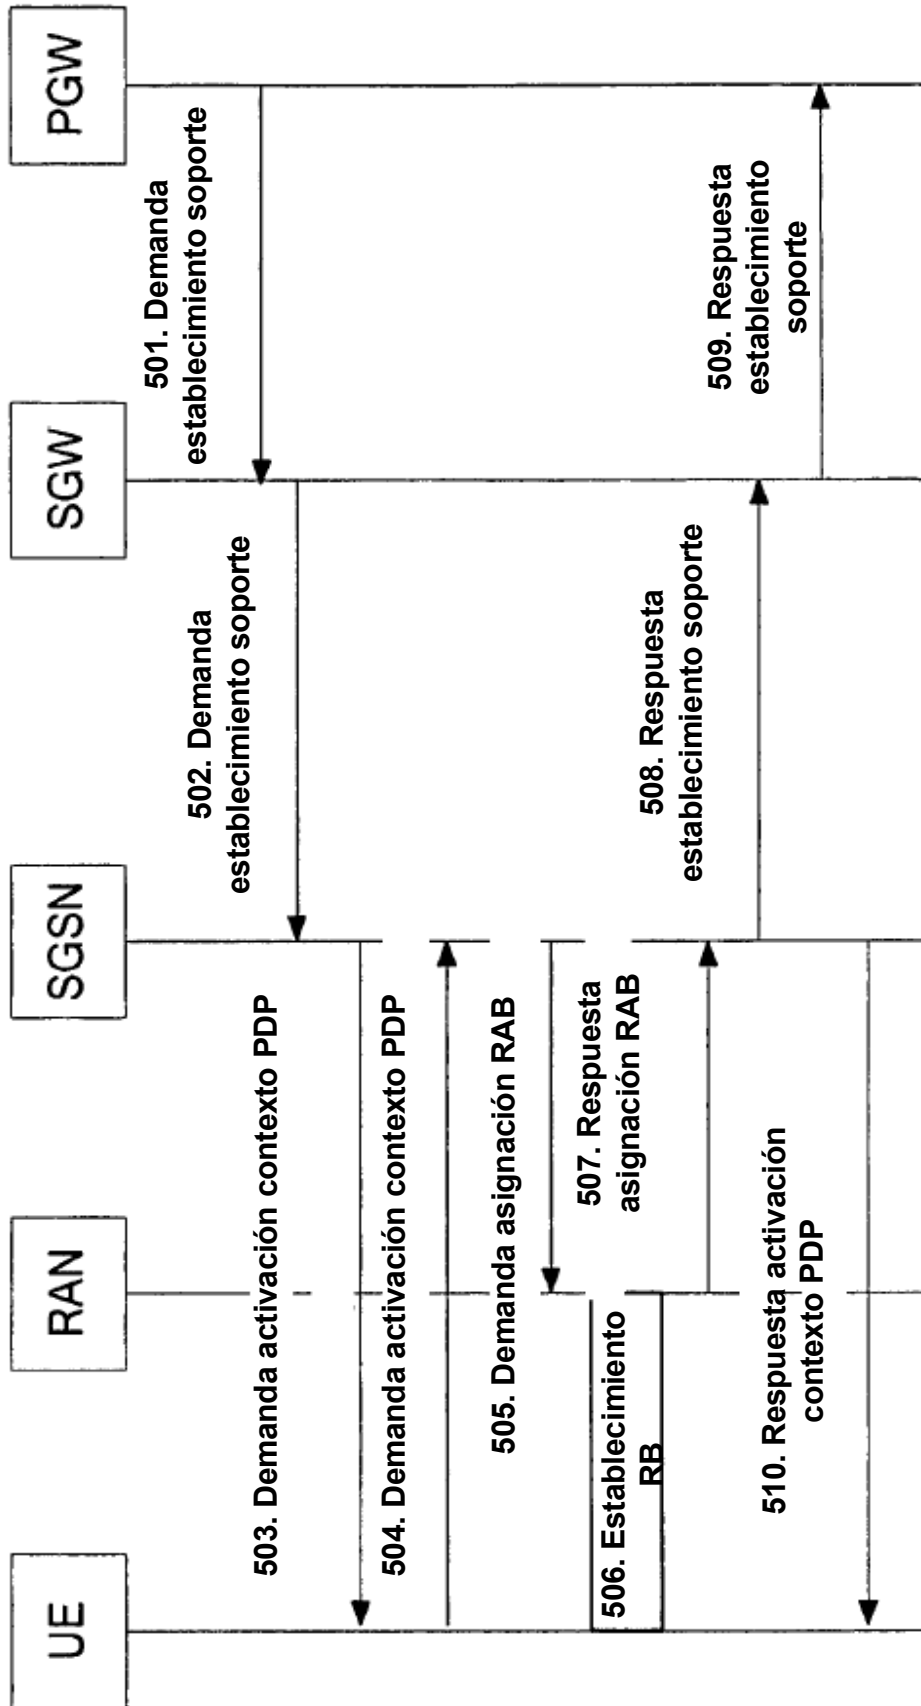 UE
RAN
SGSN
SGW
PGW
501. Demanda
establecimiento soporte
502. Demanda
establecimiento soporte
503. Demanda activación contexto PDP
504. Demanda activación contexto PDP
505. Demanda asignación RAB
506. Establecimiento
RB
507. Respuesta
asignación RAB
508. Respuesta
establecimiento soporte
509. Respuesta
establecimiento
soporte
510. Respuesta activación
contexto PDP